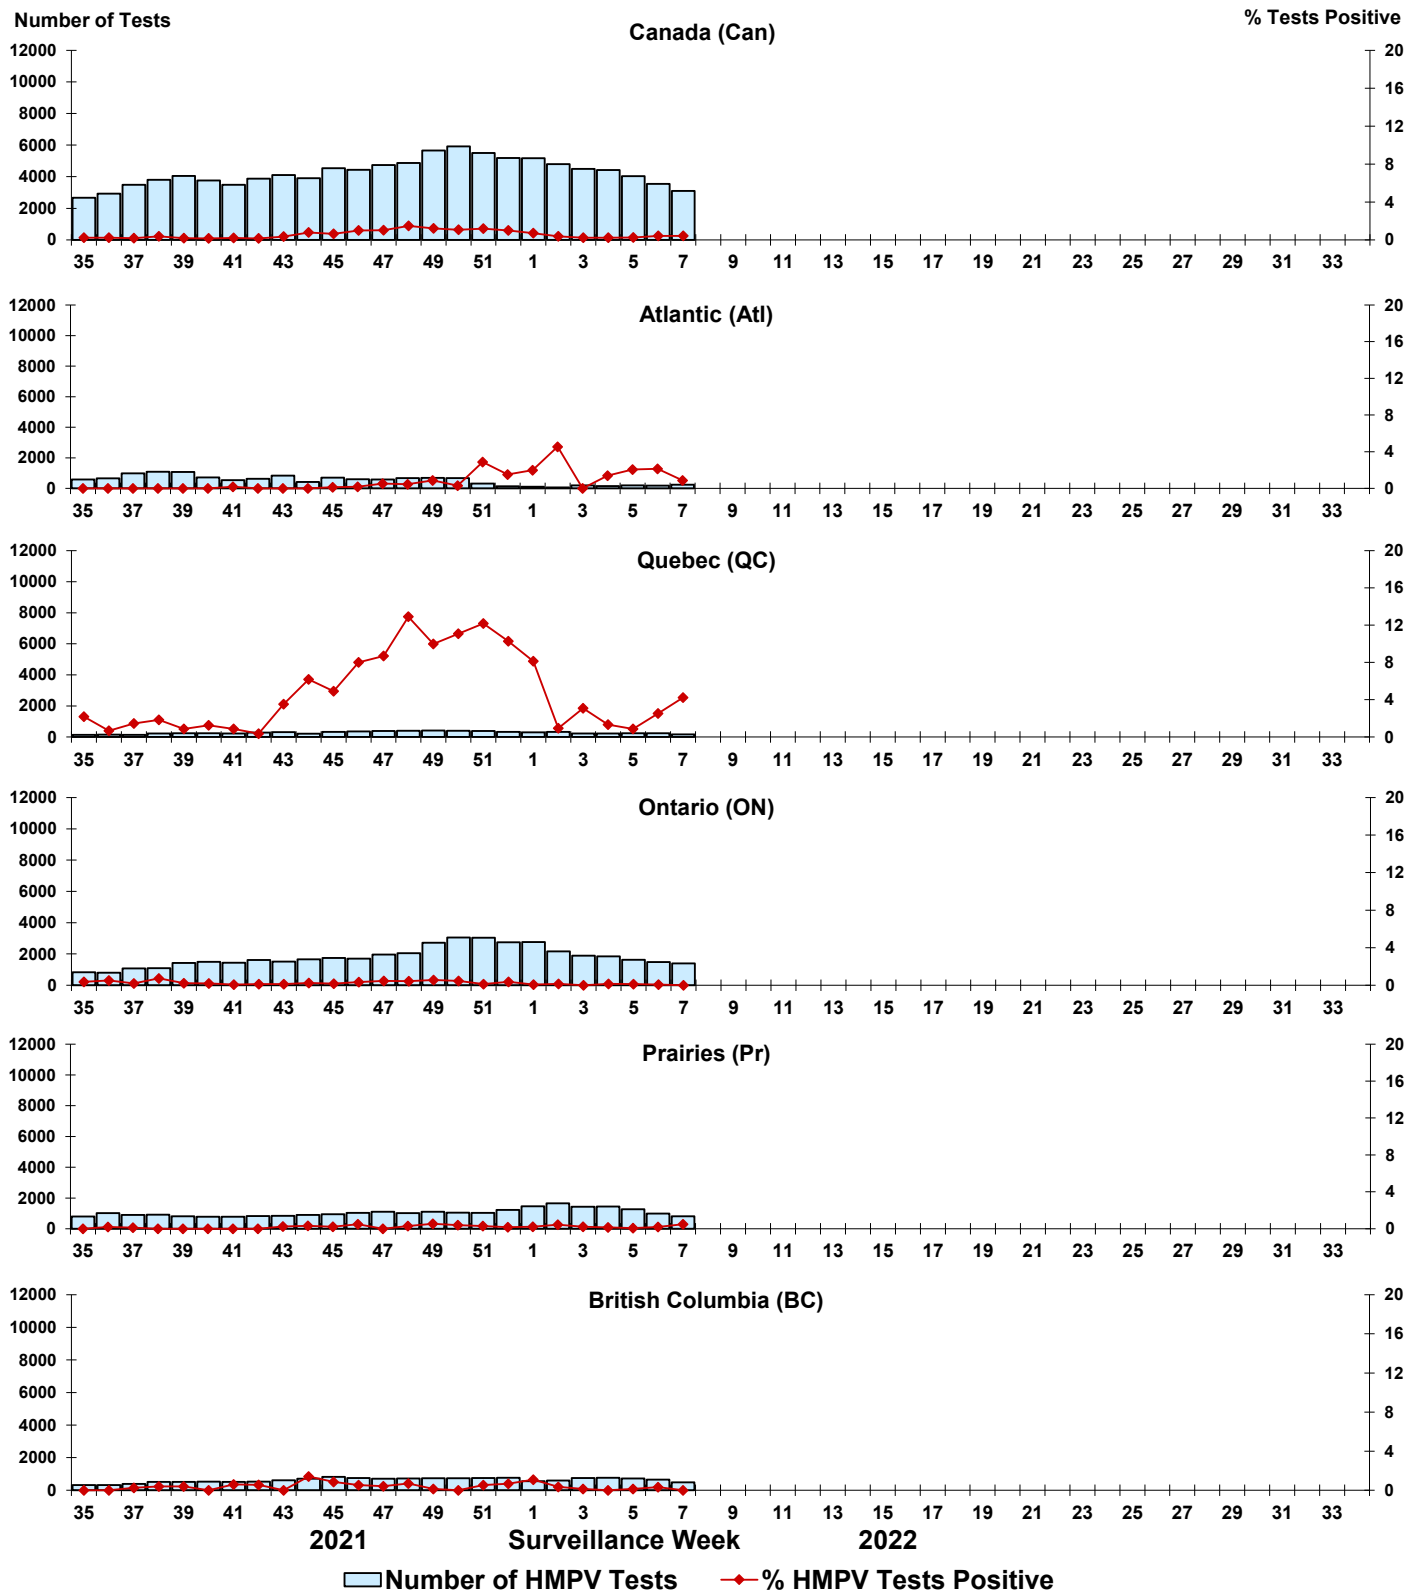 Number of Tests
% Tests Positive
Canada (Can)
12000 20
10000 16
8000 12
6000 8
4000 4
2000 0
0
35 37 39 41 43 45 47 49 51 1 3 5 7 9 11 13 15 17 19 21 23 25 27 29 31 33
Atlantic (Atl)
12000 20
10000 16
8000 12
6000 8
4000 4
2000 0
0
35 37 39 41 43 45 47 49 51 1 3 5 7 9 11 13 15 17 19 21 23 25 27 29 31 33
Quebec (QC)
12000 20
10000 16
8000 12
6000 8
4000 4
2000 0
0
35 37 39 41 43 45 47 49 51 1 3 5 7 9 11 13 15 17 19 21 23 25 27 29 31 33
Ontario (ON)
12000 20
10000 16
8000 12
6000 8
4000 4
2000 0
0
35 37 39 41 43 45 47 49 51 1 3 5 7 9 11 13 15 17 19 21 23 25 27 29 31 33
Prairies (Pr)
12000 20
10000 16
8000 12
6000 8
4000 4
2000 0
0
35 37 39 41 43 45 47 49 51 1 3 5 7 9 11 13 15 17 19 21 23 25 27 29 31 33
British Columbia (BC)
12000 20
10000 16
8000 12
6000 8
4000 4
2000 0
0
35 37 39 41 43 45 47 49 51 1 3 5 7 9 11 13 15 17 19 21 23 25 27 29 31 33
2021 Surveillance Week 2022
Number of HMPV Tests % HMPV Tests Positive